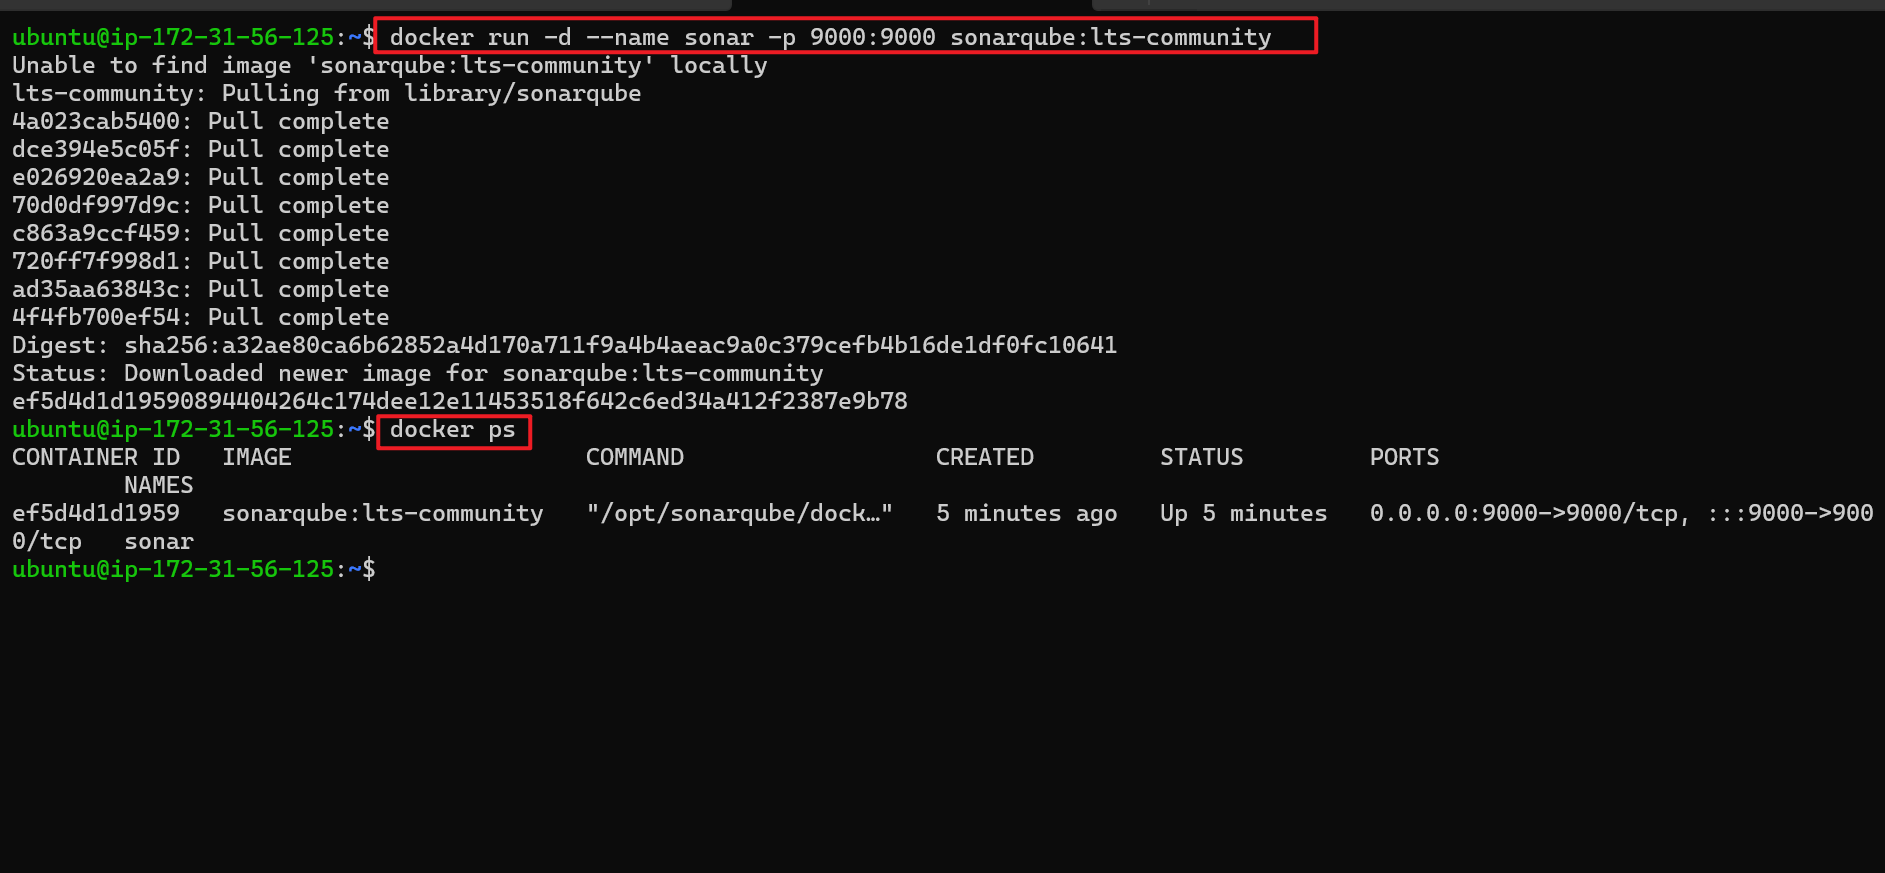 ubuntu@ip-172-31-56-125:~$ docker run -d --name sonar -p 9000:9000 sonarqube:lts-community
Unable to find image 'sonarqube:lts-community' locally
lts-community: Pulling from library/sonarqube
4a023cab5400: Pull complete
dce394e5c05f: Pull complete
e026920ea2a9: Pull complete
70d0df997d9c: Pull complete
c863a9ccf459: Pull complete
720ff7f998d1: Pull complete
ad35aa63843c: Pull complete
4f4fb700ef54: Pull complete
Digest: sha256:a32ae80ca6b62852a4d170a711f9a4b4aeac9a0c379cefb4b16de1df0fc10641
Status: Downloaded newer image for sonarqube:lts-community
ef5d4d1d19590894404264c174dee12e11453518f642c6ed34a412f2387e9b78
ubuntu@ip-172-31-56-125:~$ docker ps
CONTAINER ID   IMAGE                     COMMAND                  CREATED         STATUS         PORTS
        NAMES
ef5d4d1d1959   sonarqube:lts-community   "/opt/sonarqube/dock…"   5 minutes ago   Up 5 minutes   0.0.0.0:9000->9000/tcp, :::9000->900
0/tcp   sonar
ubuntu@ip-172-31-56-125:~$